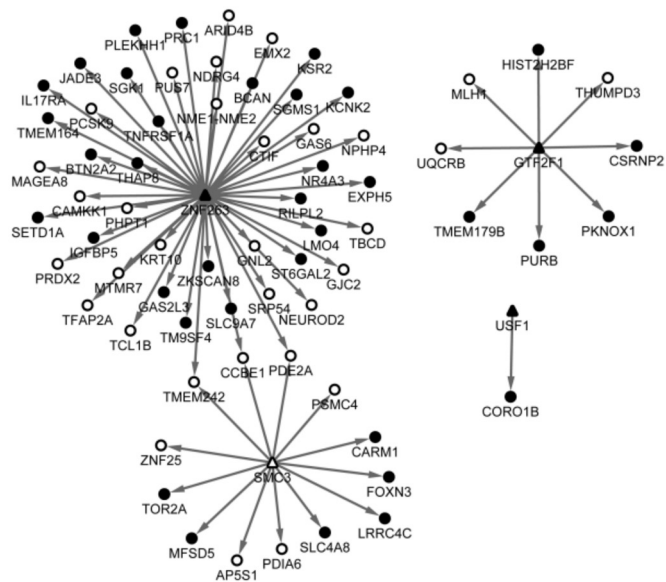 ARID4B
PRC1
PLEKHH1
EMX2
KSR2
NDRG4
JADE3
SGK1
PUS7
BCAN
IL17RA
SGMS1
KCNK2
PCSK9
NME1-NME2
TMEM164
TNFRSF1A
GAS6
CTIF
NPHP4
BTN2A2
THAP8
MAGEA8
NR4A3
EXPH5
CAMKK1
ZNF263
RILPL2
PHPT1
SETD1A
LMO4
TBCD
IGFBP5
KRT10
GNL2
ST6GAL2
PRDX2
ZKSCAN8
GJC2
MTMR7
GAS2L3
SRP54
TFAP2A
SLC9A7
NEUROD2
TCL1B
TM9SF4
CCBE1
PDE2A
TMEM242
PSMC4
CARM1
ZNF25
SMC3
FOXN3
TOR2A
LRRC4C
MFSD5
SLC4A8
AP5S1
PDIA6
HIST2H2BF
MLH1
THUMPD3
UQCRB
GTF2F1
CSRNP2
TMEM179B
PKNOX1
PURB
USF1
CORO1B